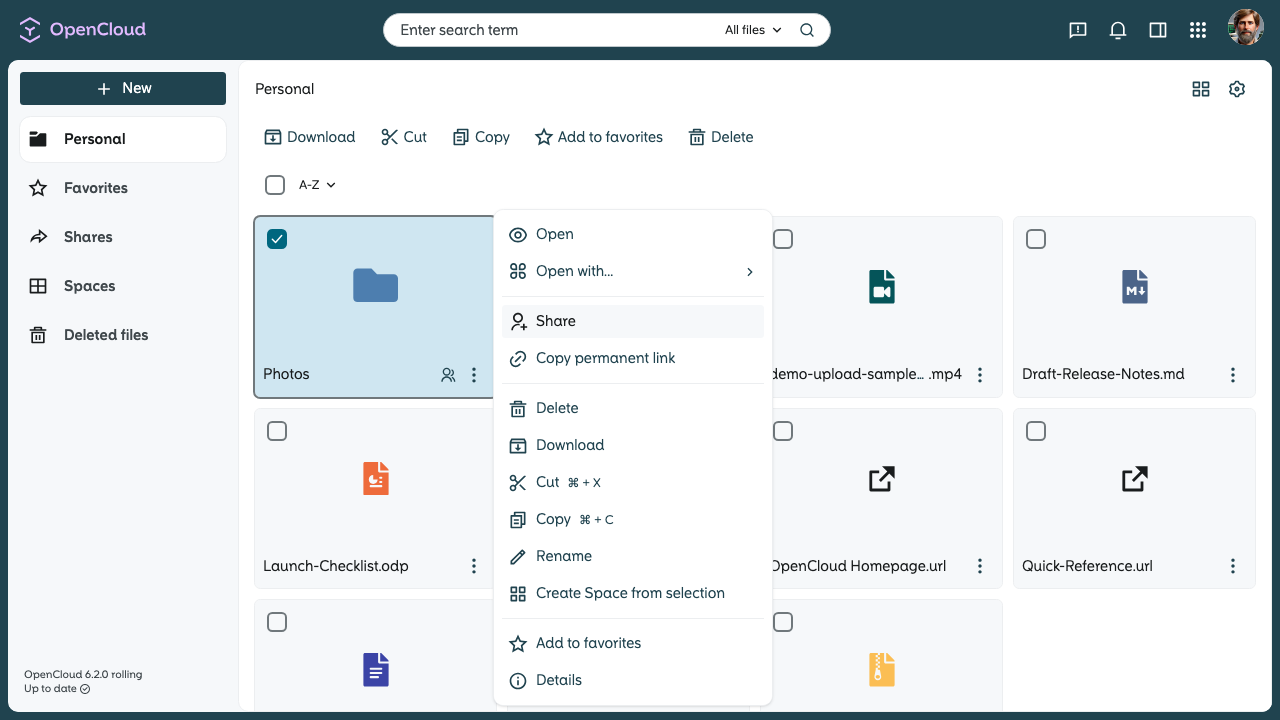 OpenCloud
Enter search term
All files
New
Personal
Favorites
Shares
Spaces
Deleted files
OpenCloud 6.2.0 rolling
Up to date
Personal
Download
Cut
Copy
Add to favorites
Delete
A-Z
Photos
demo-upload-sample… .mp4
Draft-Release-Notes.md
Launch-Checklist.odp
OpenCloud Homepage.url
Quick-Reference.url
Open
Open with...
Share
Copy permanent link
Delete
Download
Cut ⌘ + X
Copy ⌘ + C
Rename
Create Space from selection
Add to favorites
Details